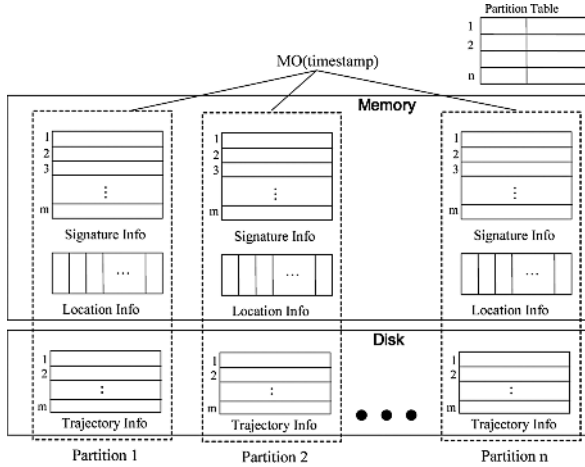 Partition Table
1
2
n
MO(timestamp)
Memory
1
2
3
⋮
m
Signature Info
...
Location Info
1
2
3
⋮
m
Signature Info
...
Location Info
1
2
3
⋮
m
Signature Info
...
Location Info
Disk
1
2
:
m
Trajectory Info
1
2
:
m
Trajectory Info
● ● ●
1
2
:
m
Trajectory Info
Partition 1
Partition 2
Partition n